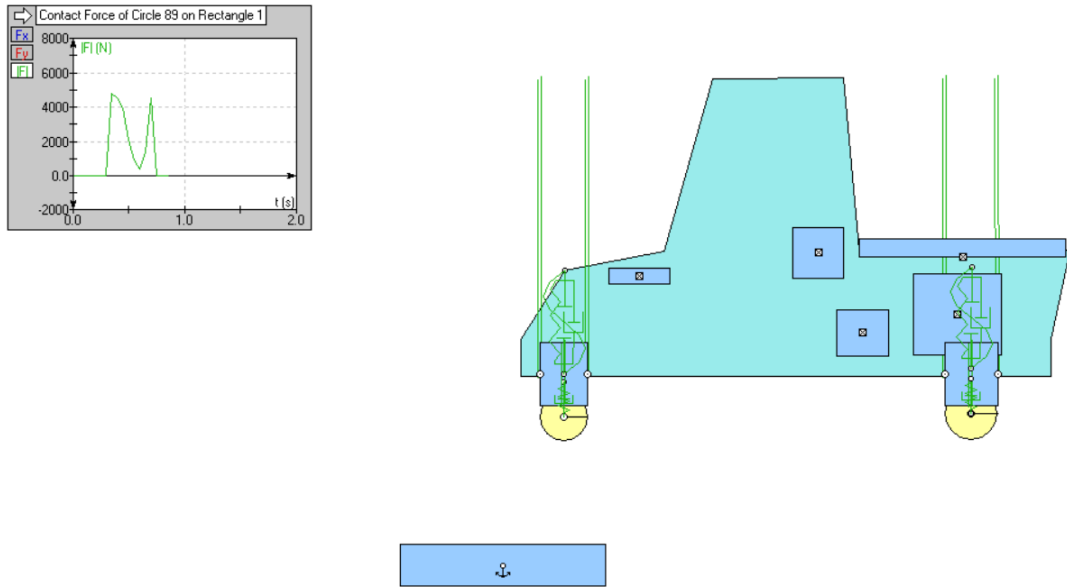 Contact Force of Circle 89 on Rectangle 1
Fx
Fy
|F|
|F| (N)
8000
6000
4000
2000
0.0
-2000
t (s)
0.0 1.0 2.0